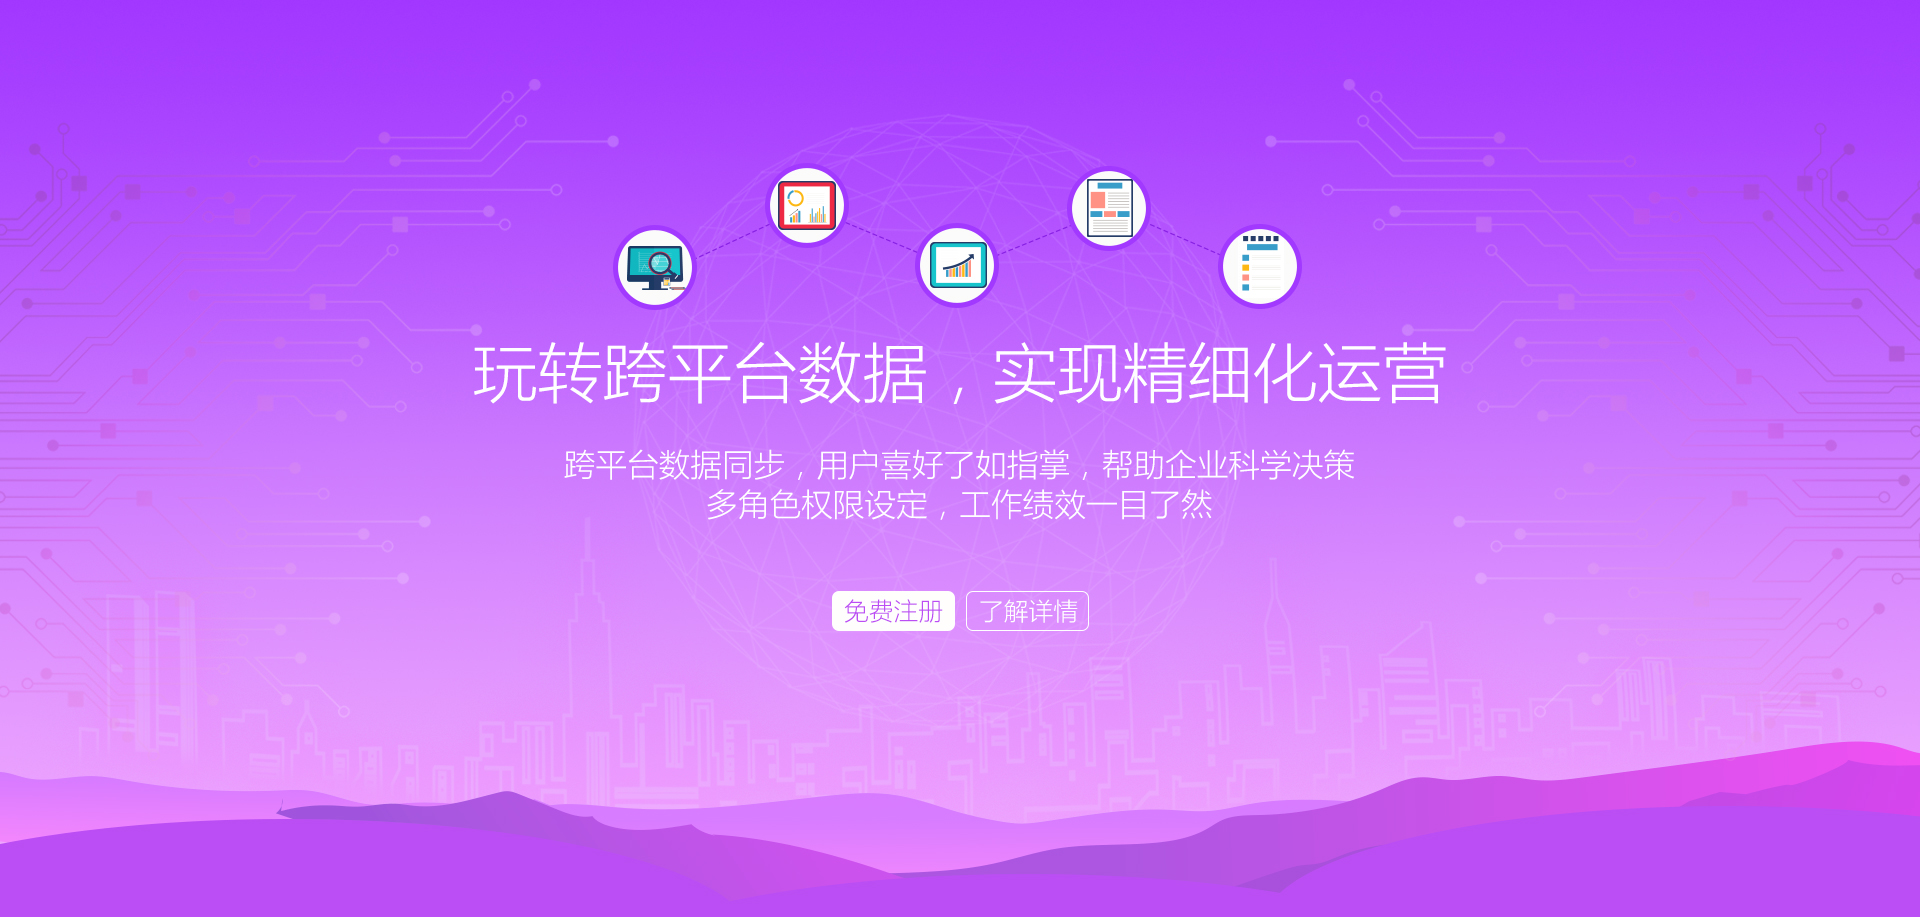 玩转跨平台数据，实现精细化运营
跨平台数据同步，用户喜好了如指掌，帮助企业科学决策
多角色权限设定，工作绩效一目了然
免费注册
了解详情